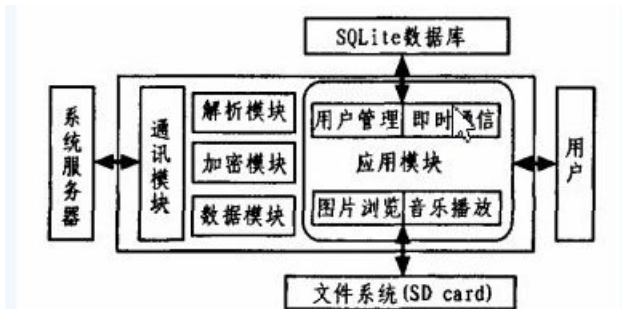 SQLite数据库
系统服务器
通讯模块
解析模块
加密模块
数据模块
用户管理
即时通信
应用模块
图片浏览
音乐播放
用户
文件系统(SD card)